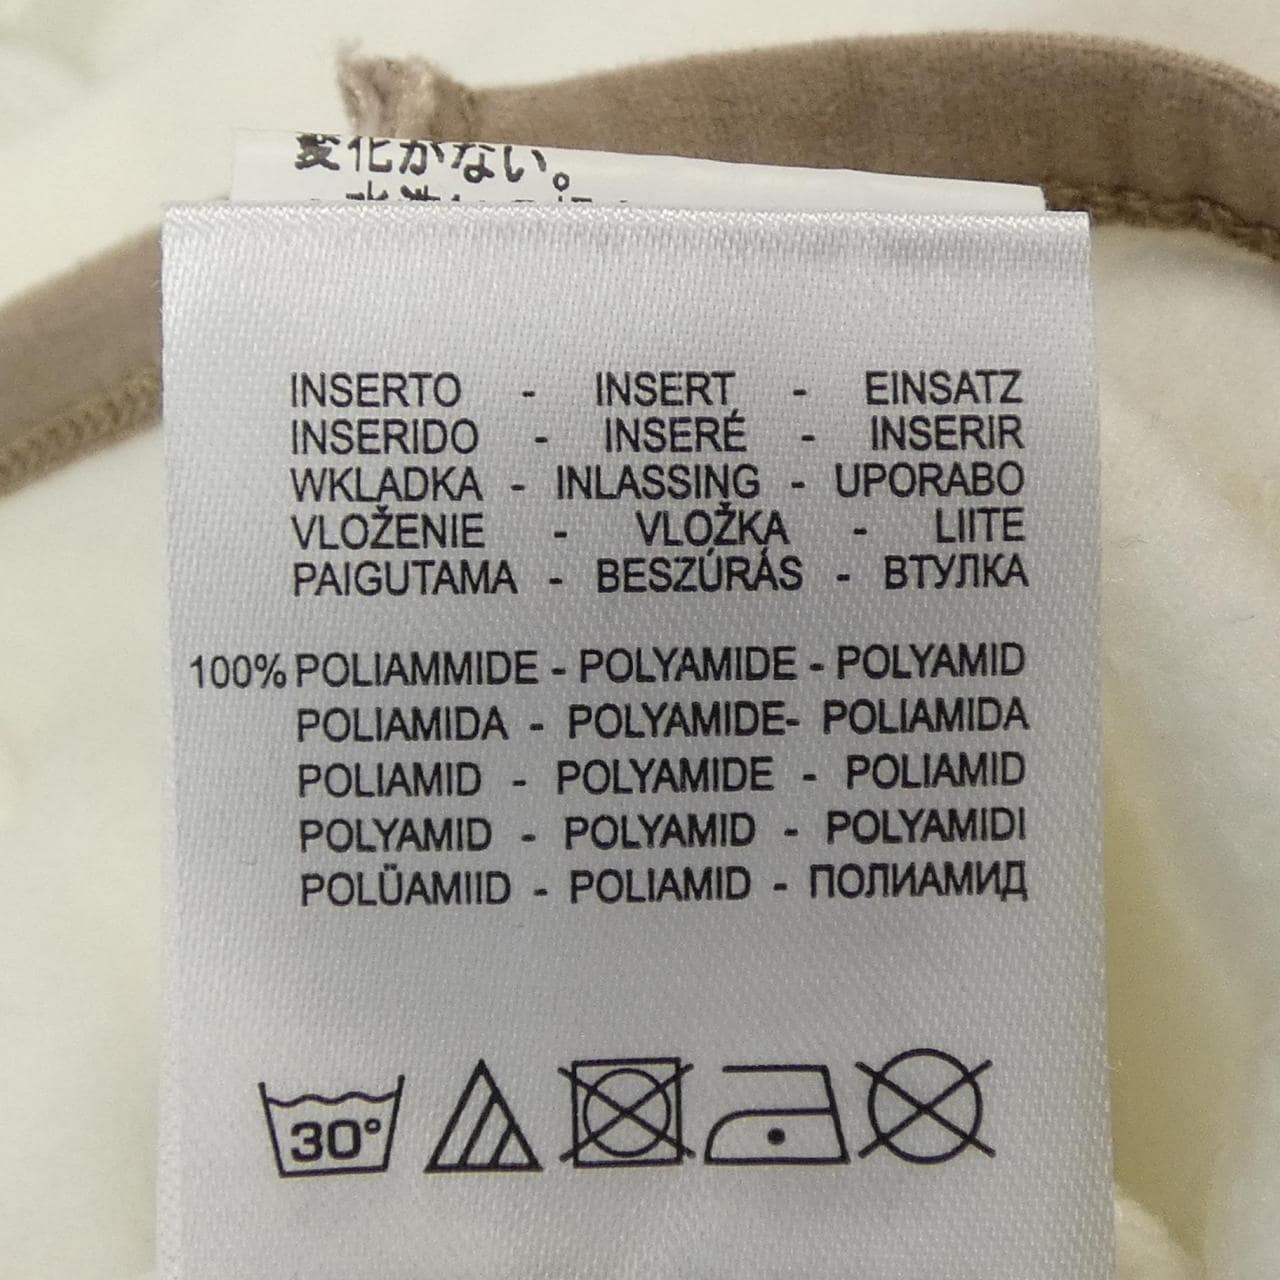 変化がない。
INSERTO - INSERT - EINSATZ
INSERIDO - INSERÉ - INSERIR
WKLADKA - INLASSING - UPORABO
VLOŽENIE - VLOŽKA - LIITE
PAIGUTAMA - BESZÚRÁS - ВТУЛКА
100% POLIAMMIDE - POLYAMIDE - POLYAMID
POLIAMIDA - POLYAMIDE- POLIAMIDA
POLIAMID - POLYAMIDE - POLIAMID
POLYAMID - POLYAMID - POLYAMIDI
POLÜAMIID - POLIAMID - ПОЛИАМИД
30°